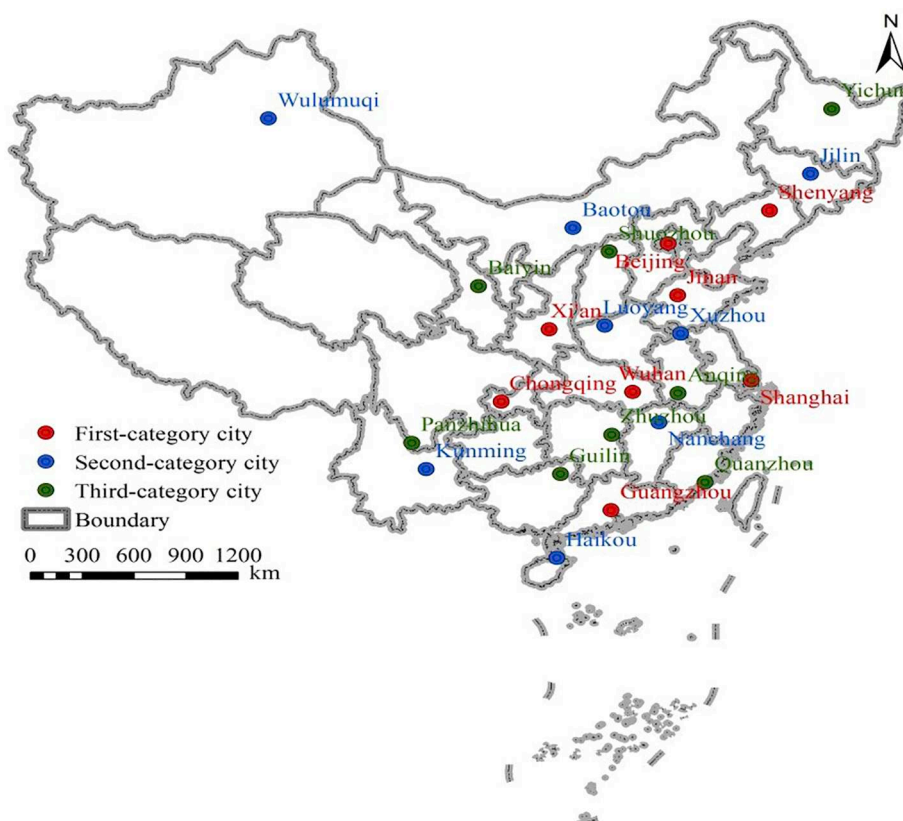 N
Wulumuqi
Yichun
Jilin
Shenyang
Baotou
Shuozhou
Beijing
Baiyin
Jinan
Xi'an
Luoyang
Xuzhou
Wuhan
Anqing
Chongqing
Shanghai
Zhuzhou
Panzhihua
Nanchang
Kunming
Guilin
Quanzhou
Guangzhou
Haikou
First-category city
Second-category city
Third-category city
Boundary
0 300 600 900 1200
km